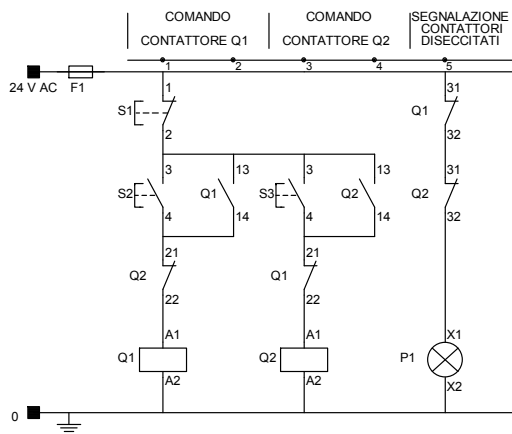 COMANDO
CONTATTORE Q1
COMANDO
CONTATTORE Q2
SEGNALAZIONE
CONTATTORI
DISECCITATI
1 2 3 4 5
24 V AC F1
1 31
S1 Q1
2 32
3 13 3 13 31
S2 Q1 S3 Q2 Q2
4 14 4 14 32
21 21
Q2 Q1
22 22
A1 A1 X1
Q1 Q2 P1
A2 A2 X2
0